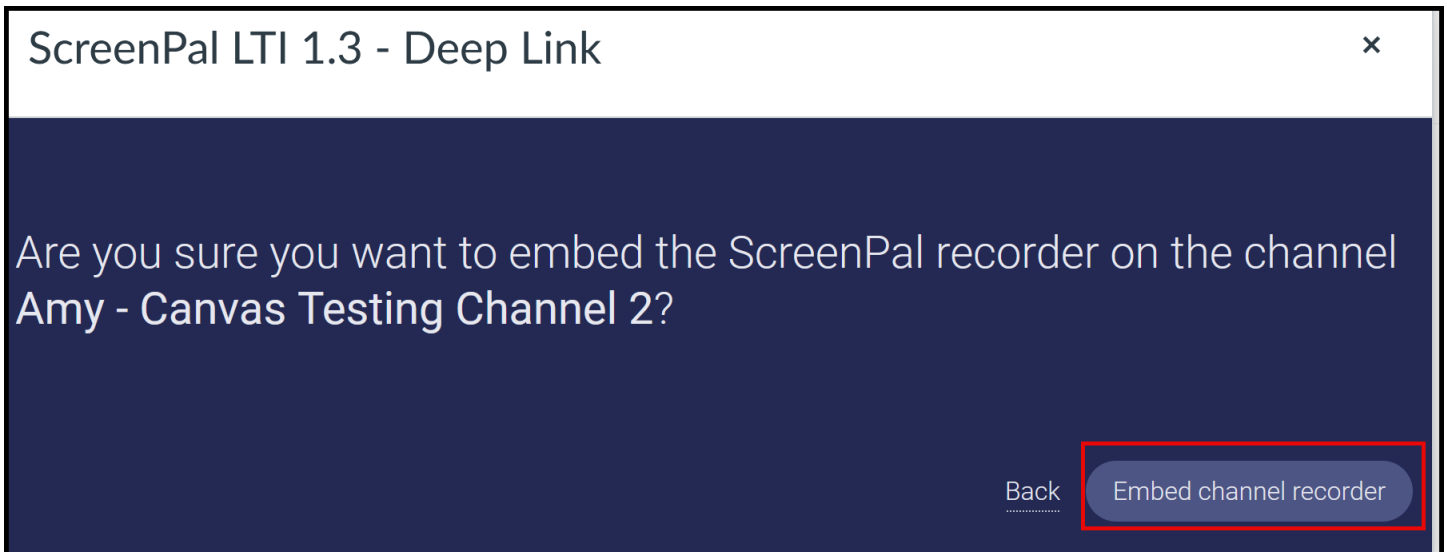 ScreenPal LTI 1.3 - Deep Link
×
Are you sure you want to embed the ScreenPal recorder on the channel
Amy - Canvas Testing Channel 2?
Back
Embed channel recorder